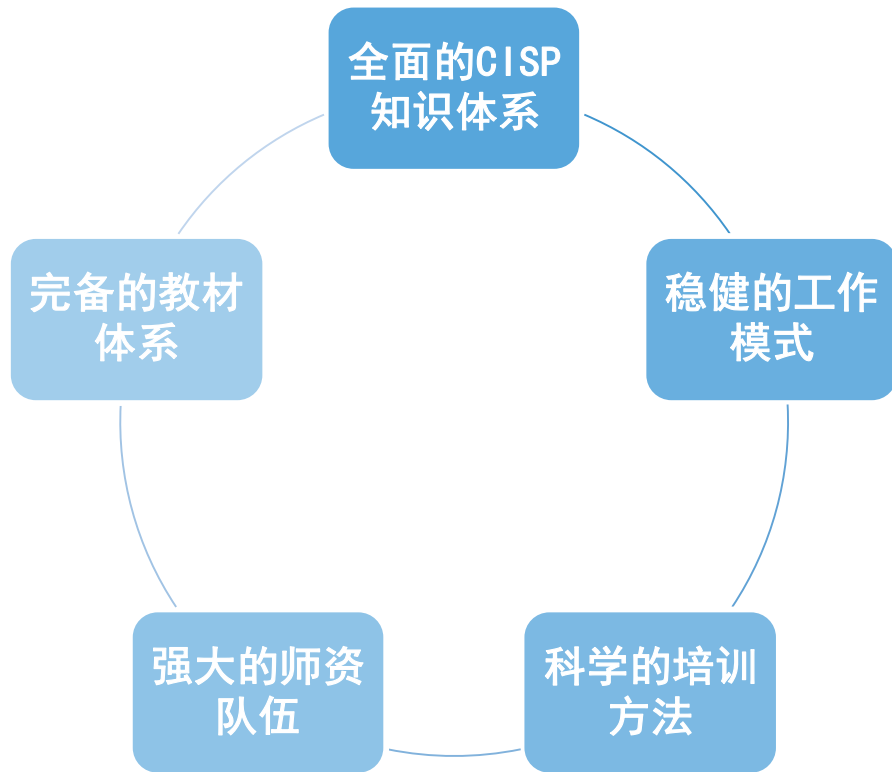 全面的CISP
知识体系
稳健的工作
模式
科学的培训
方法
强大的师资
队伍
完备的教材
体系